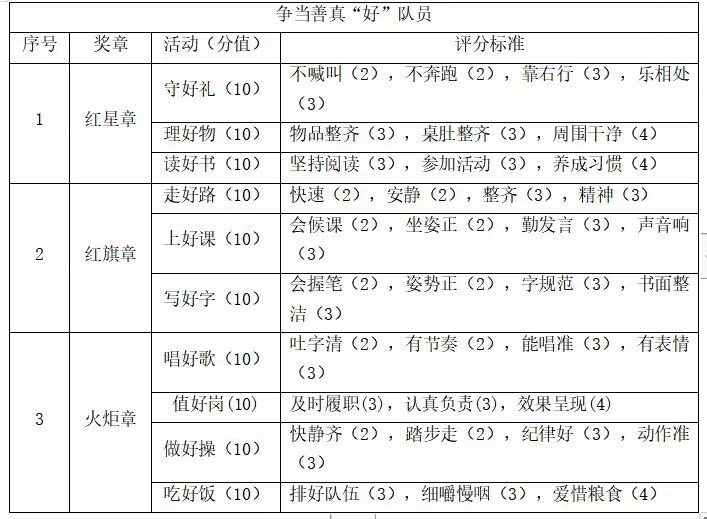 争当善真“好”队员
序号 奖章 活动（分值） 评分标准
1 红星章 守好礼（10） 不喊叫（2），不奔跑（2），靠右行（3），乐相处
（3）
理好物（10） 物品整齐（3），桌肚整齐（3），周围干净（4）
读好书（10） 坚持阅读（3），参加活动（3），养成习惯（4）
2 红旗章 走好路（10） 快速（2），安静（2），整齐（3），精神（3）
上好课（10） 会候课（2），坐姿正（2），勤发言（3），声音响
（3）
写好字（10） 会握笔（2），姿势正（2），字规范（3），书面整
洁（3）
3 火炬章 唱好歌（10） 吐字清（2），有节奏（2），能唱准（3），有表情
（3）
值好岗(10) 及时履职(3)，认真负责(3)，效果呈现(4)
做好操（10） 快静齐（2），踏步走（2），纪律好（3），动作准
（3）
吃好饭（10） 排好队伍（3），细嚼慢咽（3），爱惜粮食（4）